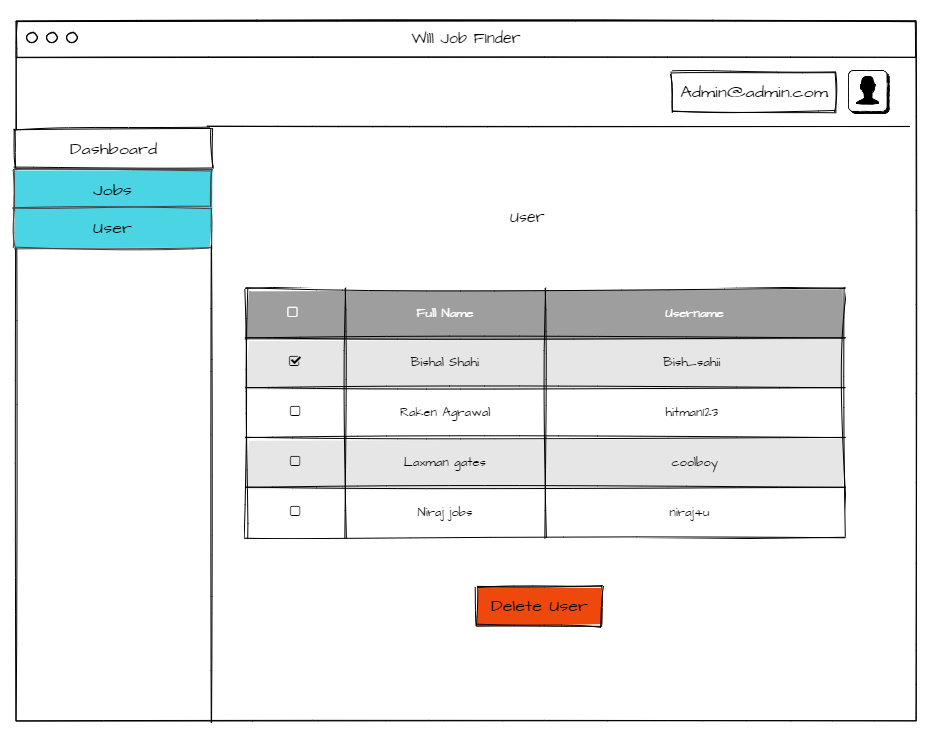 Will Job Finder
Admin@admin.com
Dashboard
Jobs
User
User
Full Name Username
Bishal Shahi Bish_sahii
Raken Agrawal hitman123
Laxman gates coolboy
Niraj jobs niraj4u
Delete User